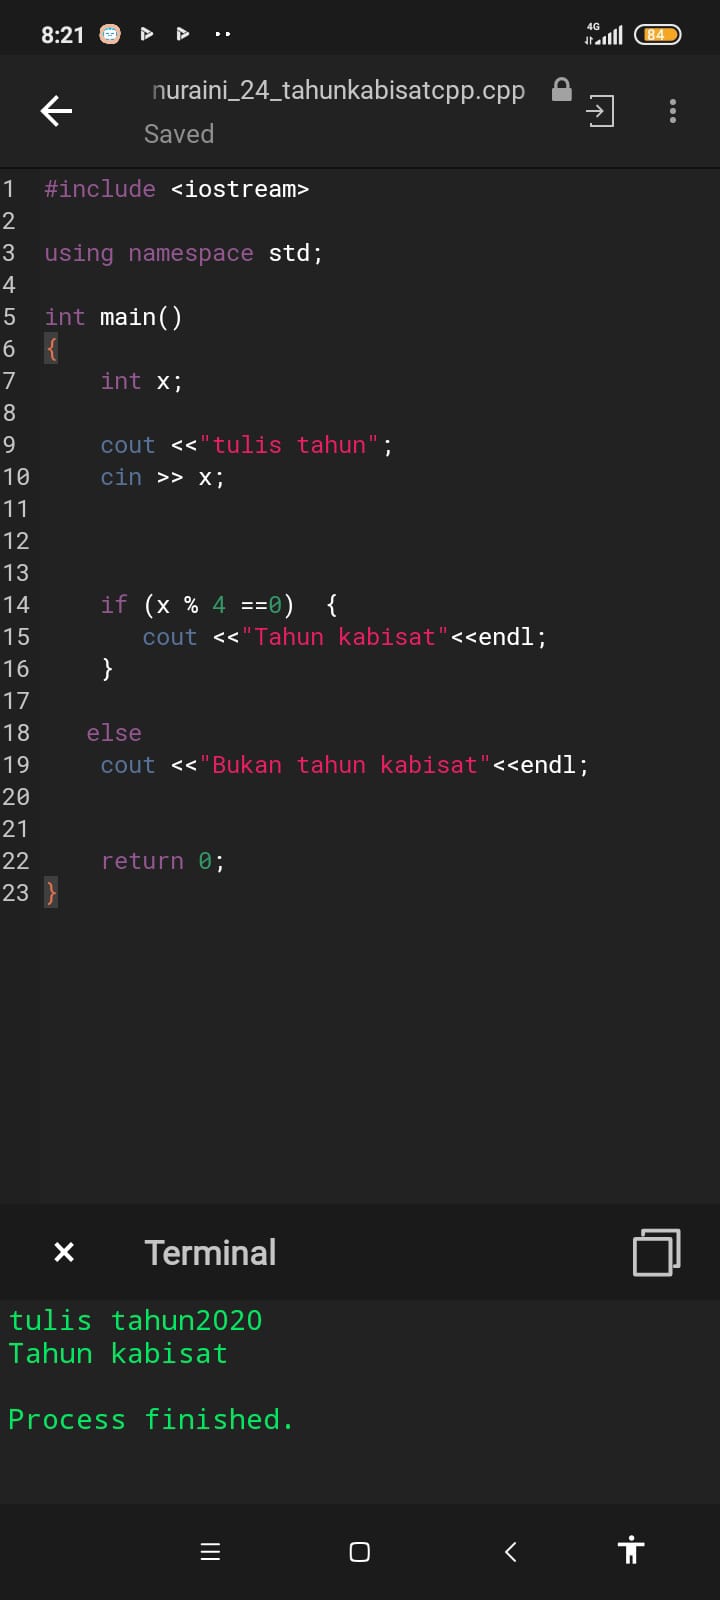 8:21
4G
84
nuraini_24_tahunkabisatcpp.cpp
Saved
1 #include <iostream>
2
3 using namespace std;
4
5 int main()
6 {
7     int x;
8
9     cout <<"tulis tahun";
10     cin >> x;
11
12
13
14     if (x % 4 ==0)  {
15        cout <<"Tahun kabisat"<<endl;
16     }
17
18    else
19     cout <<"Bukan tahun kabisat"<<endl;
20
21
22     return 0;
23 }
Terminal
tulis tahun2020
Tahun kabisat
Process finished.